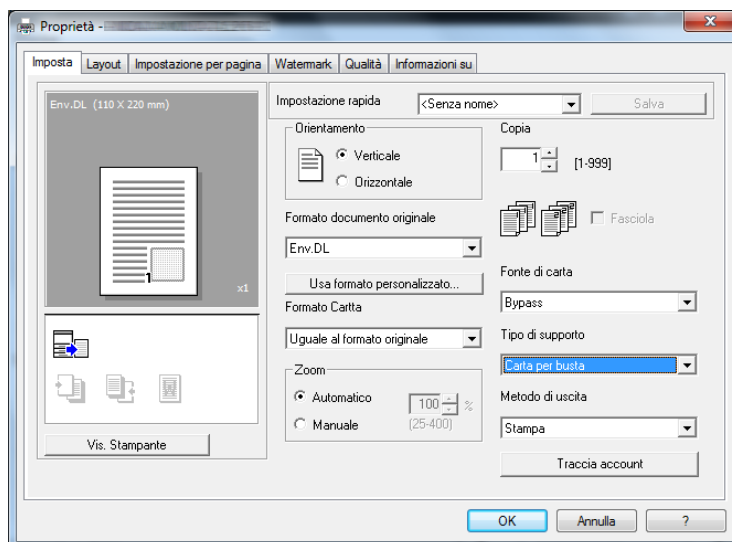 Proprietà -
Imposta Layout Impostazione per pagina Watermark Qualità Informazioni su
Env.DL (110 X 220 mm)
1
x1
Vis. Stampante
Impostazione rapida <Senza nome> Salva
Orientamento
Verticale
Orizzontale
Formato documento originale
Env.DL
Usa formato personalizzato...
Formato Cartta
Uguale al formato originale
Zoom
Automatico 100 %
Manuale (25-400)
Copia
1 [1-999]
Fasciola
Fonte di carta
Bypass
Tipo di supporto
Carta per busta
Metodo di uscita
Stampa
Traccia account
OK Annulla ?